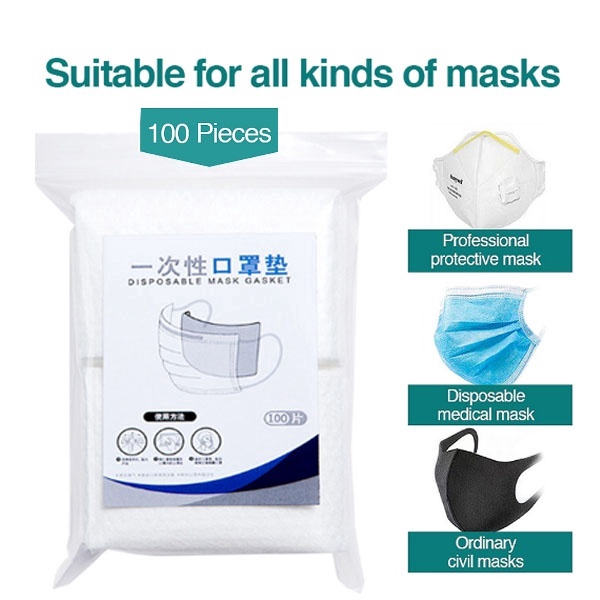 Suitable for all kinds of masks
100 Pieces
一次性口罩垫
DISPOSABLE MASK GASKET
使用方法
100片
Professional
protective mask
Disposable
medical mask
Ordinary
civil masks